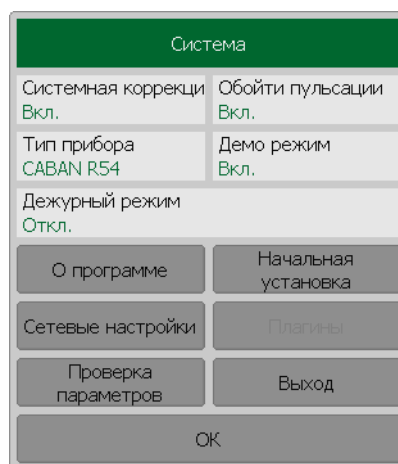 Система
Системная коррекци Обойти пульсации
Вкл. Вкл.
Тип прибора Демо режим
CABAN R54 Вкл.
Дежурный режим
Откл.
О программе
Начальная
установка
Сетевые настройки
Плагины
Проверка
параметров
Выход
ОК